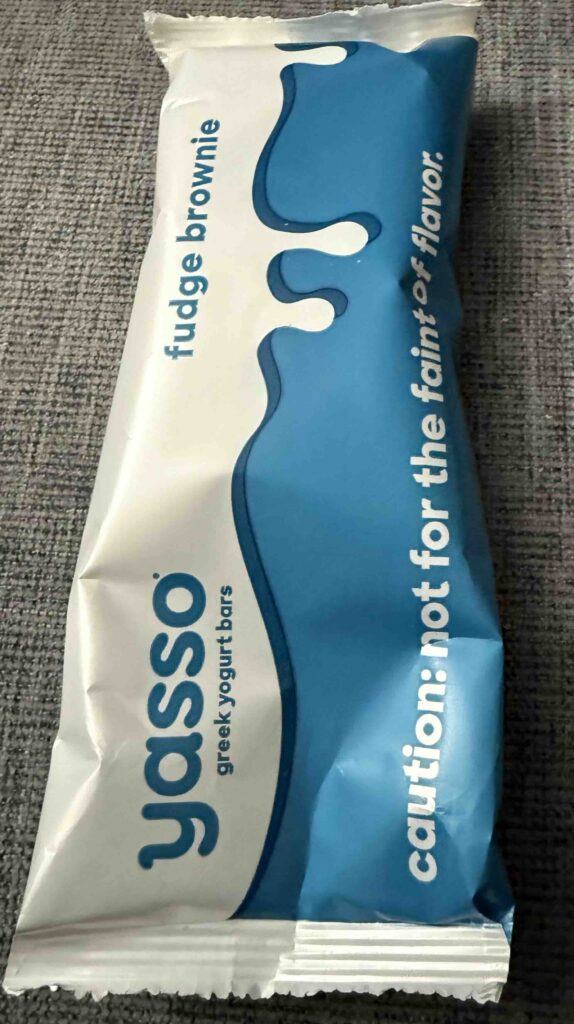 yasso
greek yogurt bars
fudge brownie
caution: not for the faint of flavor.